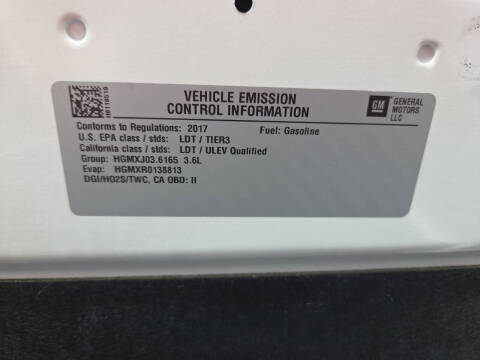 VEHICLE EMISSION
CONTROL INFORMATION
GM
GENERAL
MOTORS
LLC
Conforms to Regulations: 2017 Fuel: Gasoline
U.S. EPA class / stds: LDT / TIER3
California class / stds: LDT / ULEV Qualified
Group: HGMXJ03.6165 3.6L
Evap: HGMXR0138813
DGI/HO2S/TWC, CA OBD: II